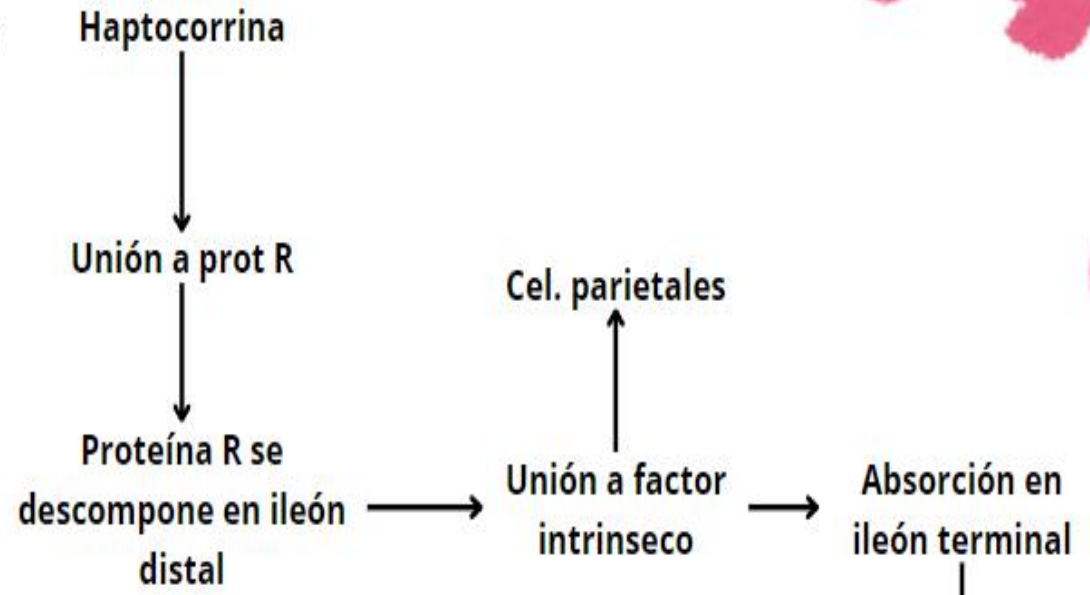 Haptocorrina
Unión a prot R
Cel. parietales
Proteína R se
descompone en ileón
distal
Unión a factor
intrinseco
Absorción en
ileón terminal